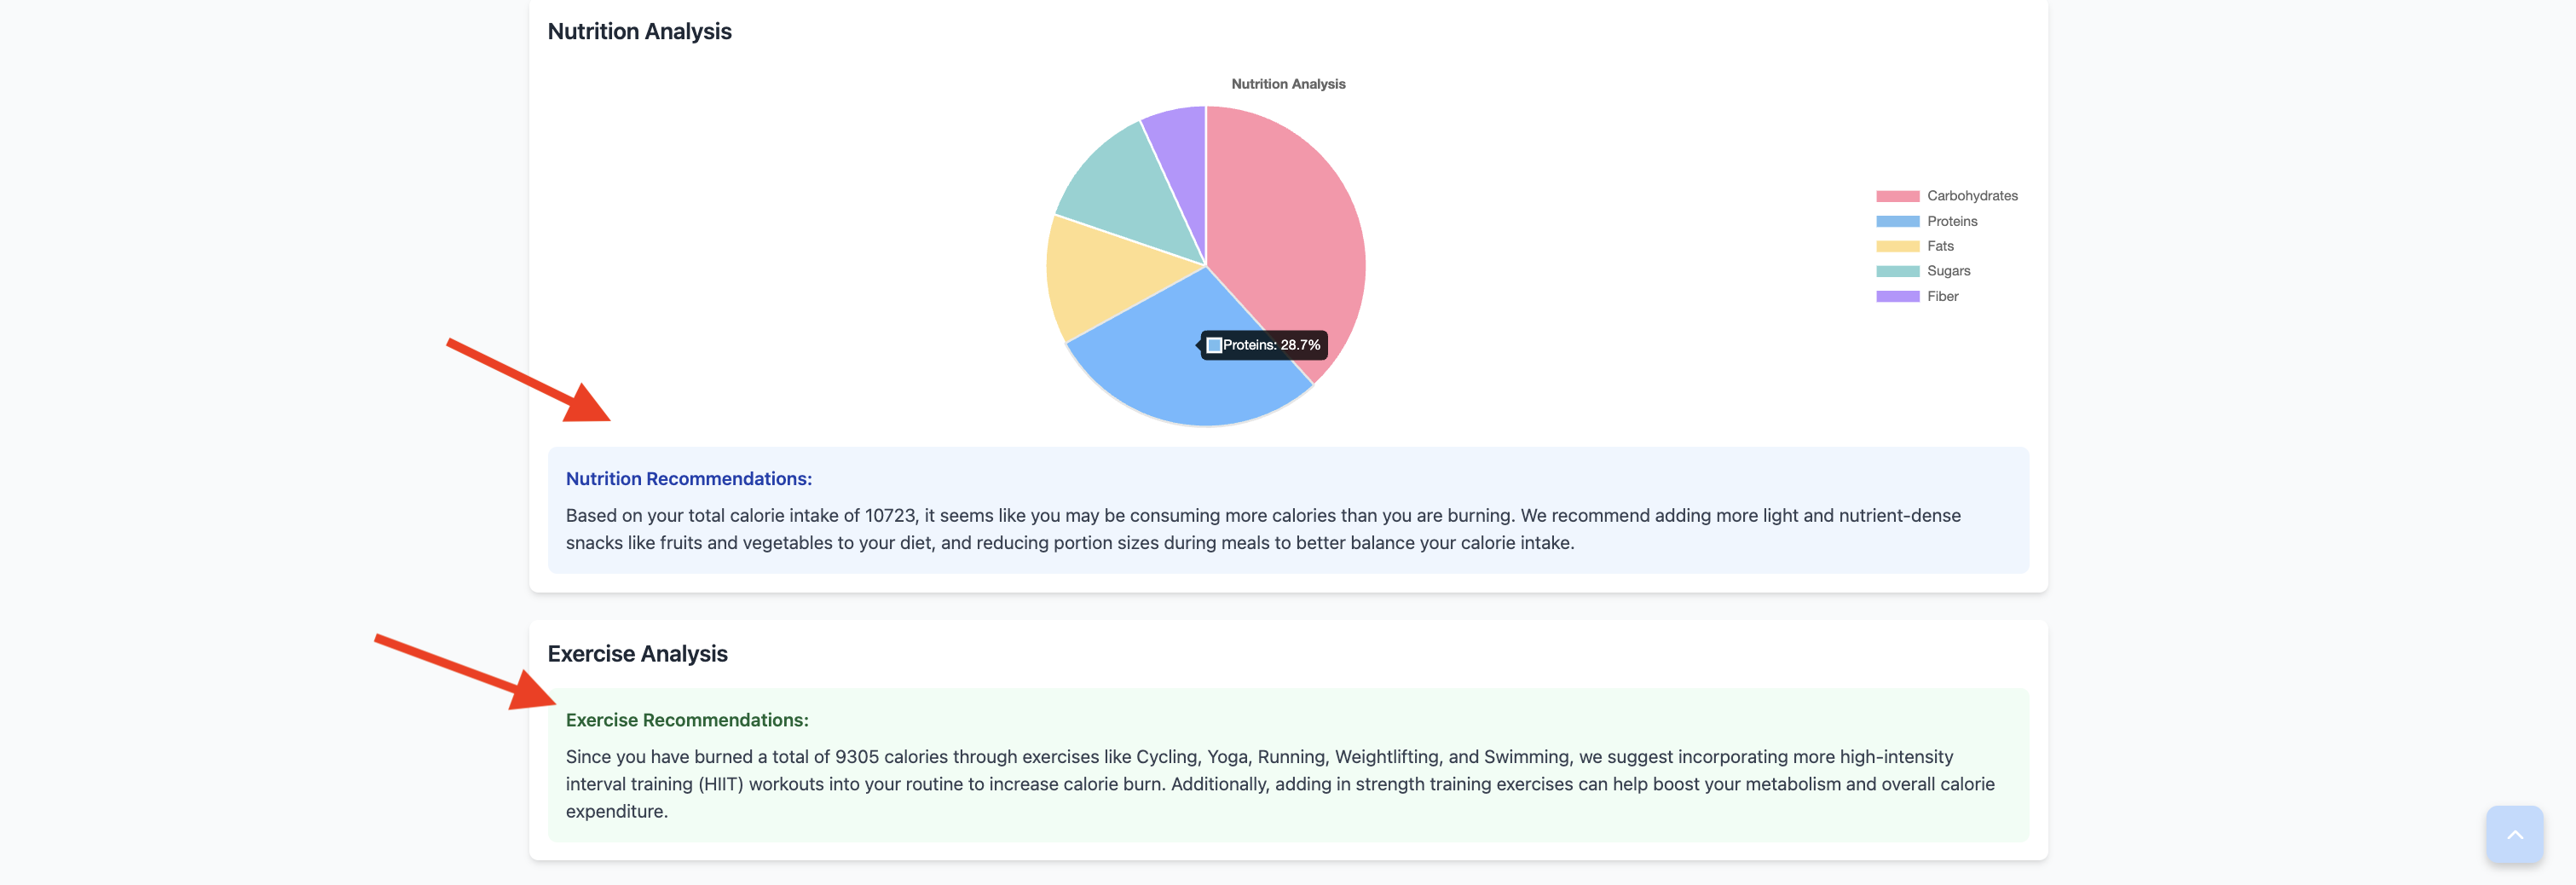 Nutrition Analysis
Nutrition Analysis
Carbohydrates
Proteins
Fats
Sugars
Fiber
Proteins: 28.7%
Nutrition Recommendations:
Based on your total calorie intake of 10723, it seems like you may be consuming more calories than you are burning. We recommend adding more light and nutrient-dense
snacks like fruits and vegetables to your diet, and reducing portion sizes during meals to better balance your calorie intake.
Exercise Analysis
Exercise Recommendations:
Since you have burned a total of 9305 calories through exercises like Cycling, Yoga, Running, Weightlifting, and Swimming, we suggest incorporating more high-intensity
interval training (HIIT) workouts into your routine to increase calorie burn. Additionally, adding in strength training exercises can help boost your metabolism and overall calorie
expenditure.